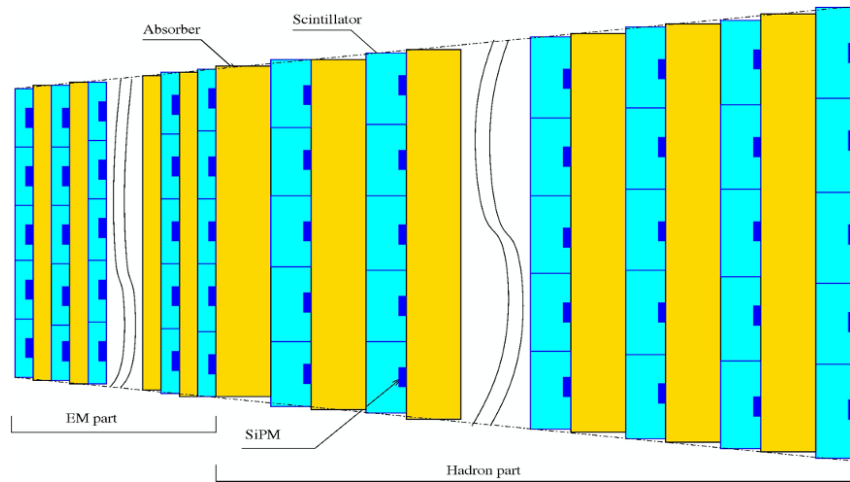 Absorber
Scintillator
EM part
SiPM
Hadron part